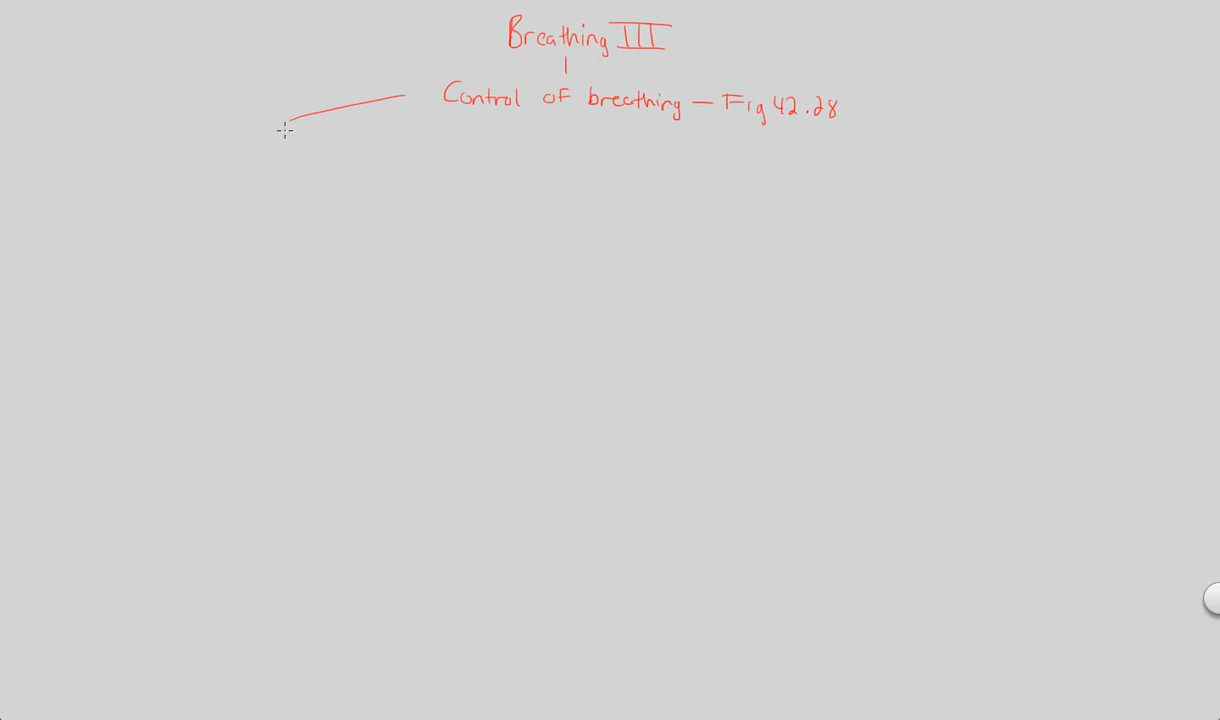 Breathing III
Control of breathing — Fig 42.28